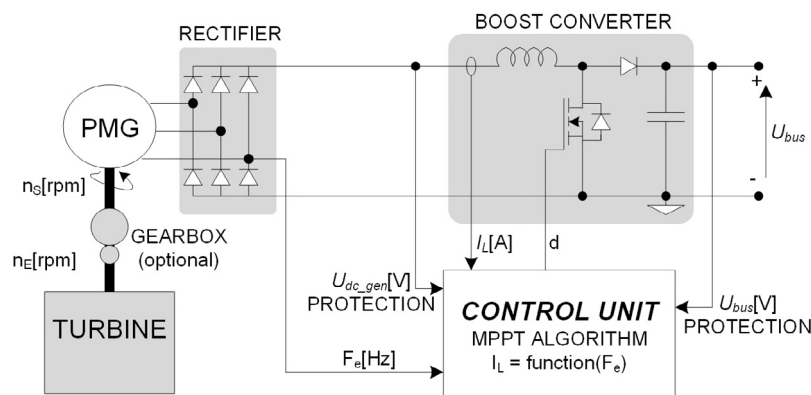 BOOST CONVERTER
RECTIFIER
PMG
+
U_bus
-
n_S[rpm]
GEARBOX
(optional)
n_E[rpm]
I_L[A]
d
U_dc_gen[V]
PROTECTION
U_bus[V]
PROTECTION
TURBINE
CONTROL UNIT
MPPT ALGORITHM
I_L = function(F_e)
F_e[Hz]